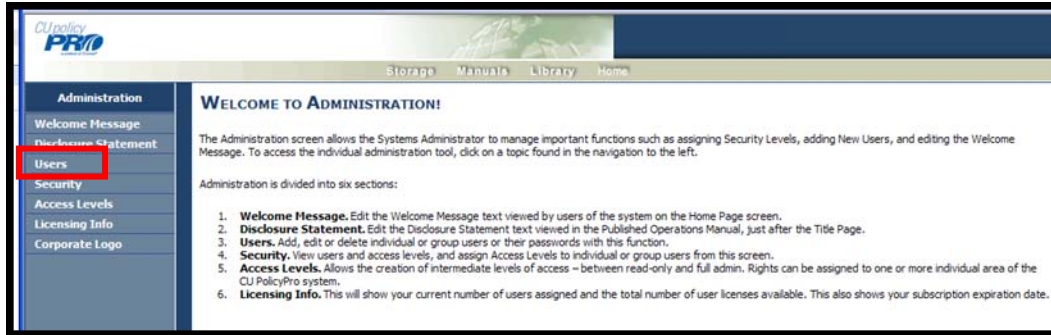 CU policy
PRO
Storage Manuals Library Home
Administration
Welcome Message
Disclosure Statement
Users
Security
Access Levels
Licensing Info
Corporate Logo
WELCOME TO ADMINISTRATION!
The Administration screen allows the Systems Administrator to manage important functions such as assigning Security Levels, adding New Users, and editing the Welcome
Message. To access the individual administration tool, click on a topic found in the navigation to the left.
Administration is divided into six sections:
1. Welcome Message. Edit the Welcome Message text viewed by users of the system on the Home Page screen.
2. Disclosure Statement. Edit the Disclosure Statement text viewed in the Published Operations Manual, just after the Title Page.
3. Users. Add, edit or delete individual or group users or their passwords with this function.
4. Security. View users and access levels, and assign Access Levels to individual or group users from this screen.
5. Access Levels. Allows the creation of intermediate levels of access – between read-only and full admin. Rights can be assigned to one or more individual area of the
CU PolicyPro system.
6. Licensing Info. This will show your current number of users assigned and the total number of user licenses available. This also shows your subscription expiration date.